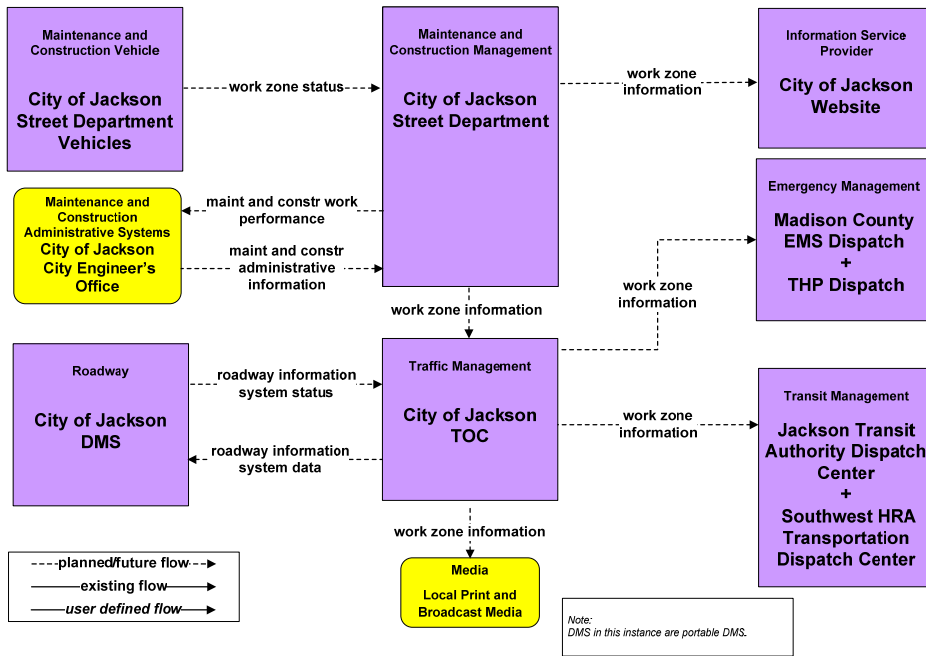 Maintenance and
Construction Vehicle
City of Jackson
Street Department
Vehicles
work zone status
Maintenance and
Construction Management
City of Jackson
Street Department
work zone
information
Information Service
Provider
City of Jackson
Website
Maintenance and
Construction
Administrative Systems
City of Jackson
City Engineer's
Office
maint and constr work
performance
maint and constr
administrative
information
Emergency Management
Madison County
EMS Dispatch
+
THP Dispatch
work zone
information
work zone information
Roadway
City of Jackson
DMS
roadway information
system status
roadway information
system data
Traffic Management
City of Jackson
TOC
work zone
information
Transit Management
Jackson Transit
Authority Dispatch
Center
+
Southwest HRA
Transportation
Dispatch Center
work zone information
Media
Local Print and
Broadcast Media
planned/future flow
existing flow
user defined flow
Note:
DMS in this instance are portable DMS.